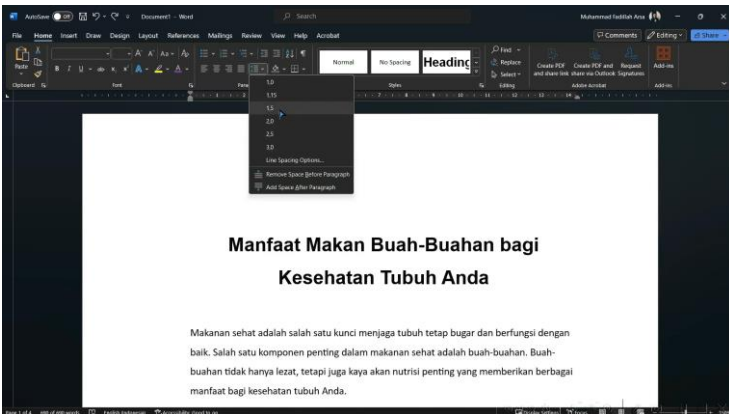 AutoSave Off Document1 - Word Search Muhammad Fadillah Arsa
File Home Insert Draw Design Layout References Mailings Review View Help Acrobat Comments Editing Share
Paste
Normal No Spacing Heading
Find
Replace
Select
Create PDF and share link
Create PDF and share via Outlook
Request Signatures
Add-ins
Clipboard Font Styles Editing Adobe Acrobat Add-ins
1,0
1,15
1,5
2,0
2,5
3,0
Line Spacing Options...
Remove Space Before Paragraph
Add Space After Paragraph
Manfaat Makan Buah-Buahan bagi
Kesehatan Tubuh Anda
Makanan sehat adalah salah satu kunci menjaga tubuh tetap bugar dan berfungsi dengan
baik. Salah satu komponen penting dalam makanan sehat adalah buah-buahan. Buah-
buahan tidak hanya lezat, tetapi juga kaya akan nutrisi penting yang memberikan berbagai
manfaat bagi kesehatan tubuh Anda.
Page 1 of 4 English (Indonesia) Accessibility: Good to go Display Settings Focus